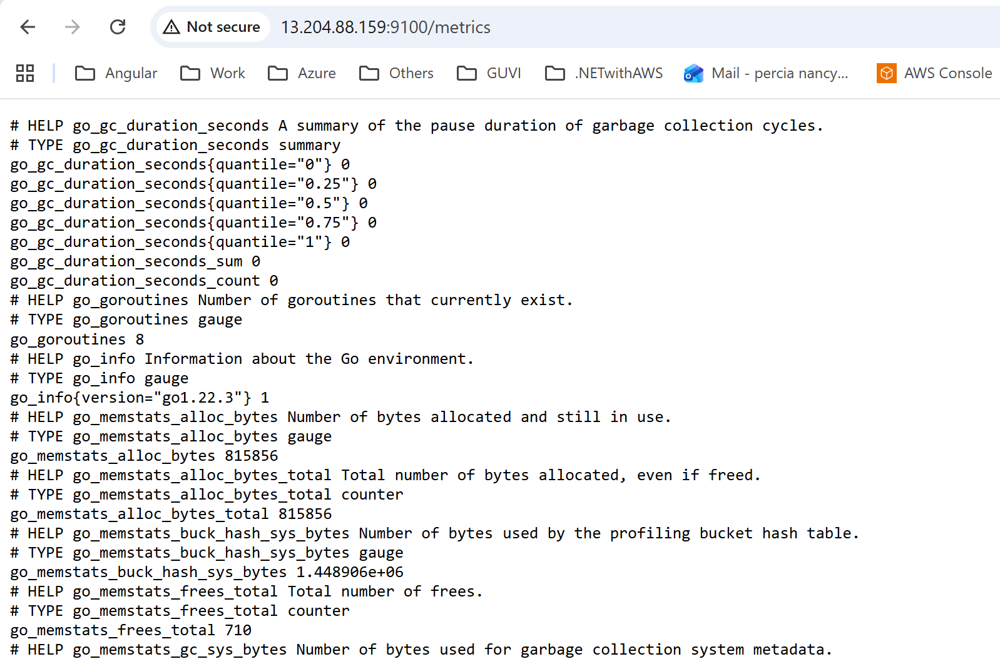 Not secure 13.204.88.159:9100/metrics
Angular Work Azure Others GUVI .NETwithAWS Mail - percia nancy... AWS Console
# HELP go_gc_duration_seconds A summary of the pause duration of garbage collection cycles.
# TYPE go_gc_duration_seconds summary
go_gc_duration_seconds{quantile="0"} 0
go_gc_duration_seconds{quantile="0.25"} 0
go_gc_duration_seconds{quantile="0.5"} 0
go_gc_duration_seconds{quantile="0.75"} 0
go_gc_duration_seconds{quantile="1"} 0
go_gc_duration_seconds_sum 0
go_gc_duration_seconds_count 0
# HELP go_goroutines Number of goroutines that currently exist.
# TYPE go_goroutines gauge
go_goroutines 8
# HELP go_info Information about the Go environment.
# TYPE go_info gauge
go_info{version="go1.22.3"} 1
# HELP go_memstats_alloc_bytes Number of bytes allocated and still in use.
# TYPE go_memstats_alloc_bytes gauge
go_memstats_alloc_bytes 815856
# HELP go_memstats_alloc_bytes_total Total number of bytes allocated, even if freed.
# TYPE go_memstats_alloc_bytes_total counter
go_memstats_alloc_bytes_total 815856
# HELP go_memstats_buck_hash_sys_bytes Number of bytes used by the profiling bucket hash table.
# TYPE go_memstats_buck_hash_sys_bytes gauge
go_memstats_buck_hash_sys_bytes 1.448906e+06
# HELP go_memstats_frees_total Total number of frees.
# TYPE go_memstats_frees_total counter
go_memstats_frees_total 710
# HELP go_memstats_gc_sys_bytes Number of bytes used for garbage collection system metadata.